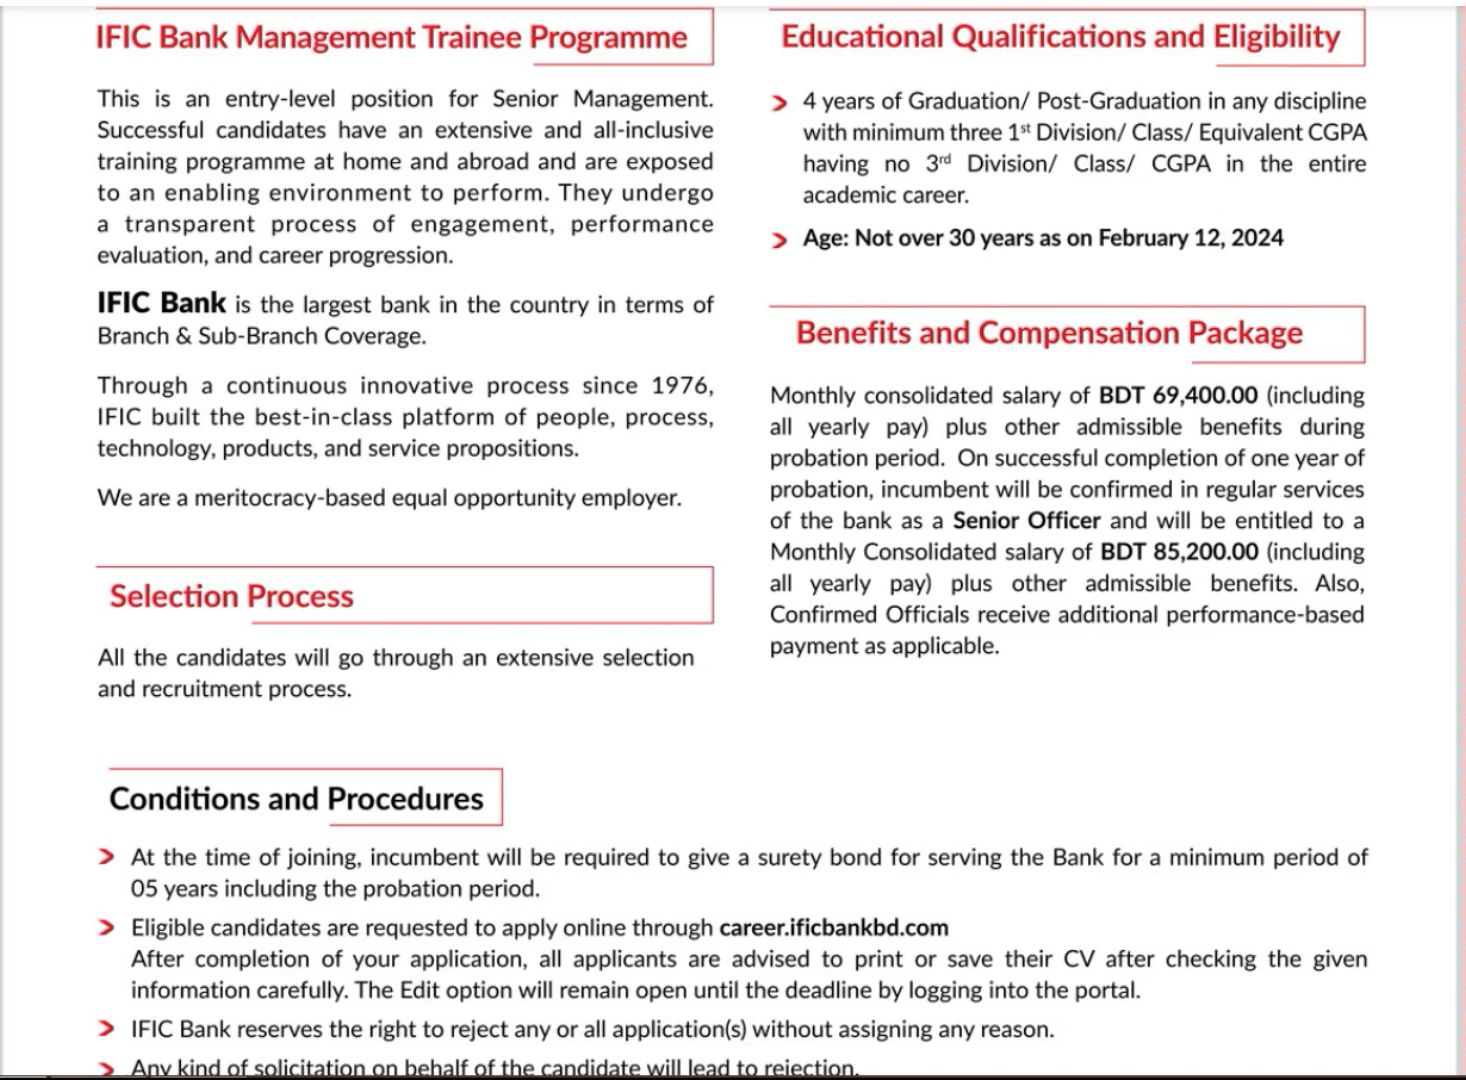 IFIC Bank Management Trainee Programme
This is an entry-level position for Senior Management.
Successful candidates have an extensive and all-inclusive
training programme at home and abroad and are exposed
to an enabling environment to perform. They undergo
a transparent process of engagement, performance
evaluation, and career progression.
IFIC Bank is the largest bank in the country in terms of
Branch & Sub-Branch Coverage.
Through a continuous innovative process since 1976,
IFIC built the best-in-class platform of people, process,
technology, products, and service propositions.
We are a meritocracy-based equal opportunity employer.
Selection Process
All the candidates will go through an extensive selection
and recruitment process.
Educational Qualifications and Eligibility
4 years of Graduation/ Post-Graduation in any discipline
with minimum three 1st Division/ Class/ Equivalent CGPA
having no 3rd Division/ Class/ CGPA in the entire
academic career.
Age: Not over 30 years as on February 12, 2024
Benefits and Compensation Package
Monthly consolidated salary of BDT 69,400.00 (including
all yearly pay) plus other admissible benefits during
probation period. On successful completion of one year of
probation, incumbent will be confirmed in regular services
of the bank as a Senior Officer and will be entitled to a
Monthly Consolidated salary of BDT 85,200.00 (including
all yearly pay) plus other admissible benefits. Also,
Confirmed Officials receive additional performance-based
payment as applicable.
Conditions and Procedures
At the time of joining, incumbent will be required to give a surety bond for serving the Bank for a minimum period of
05 years including the probation period.
Eligible candidates are requested to apply online through career.ificbankbd.com
After completion of your application, all applicants are advised to print or save their CV after checking the given
information carefully. The Edit option will remain open until the deadline by logging into the portal.
IFIC Bank reserves the right to reject any or all application(s) without assigning any reason.
Any kind of solicitation on behalf of the candidate will lead to rejection.